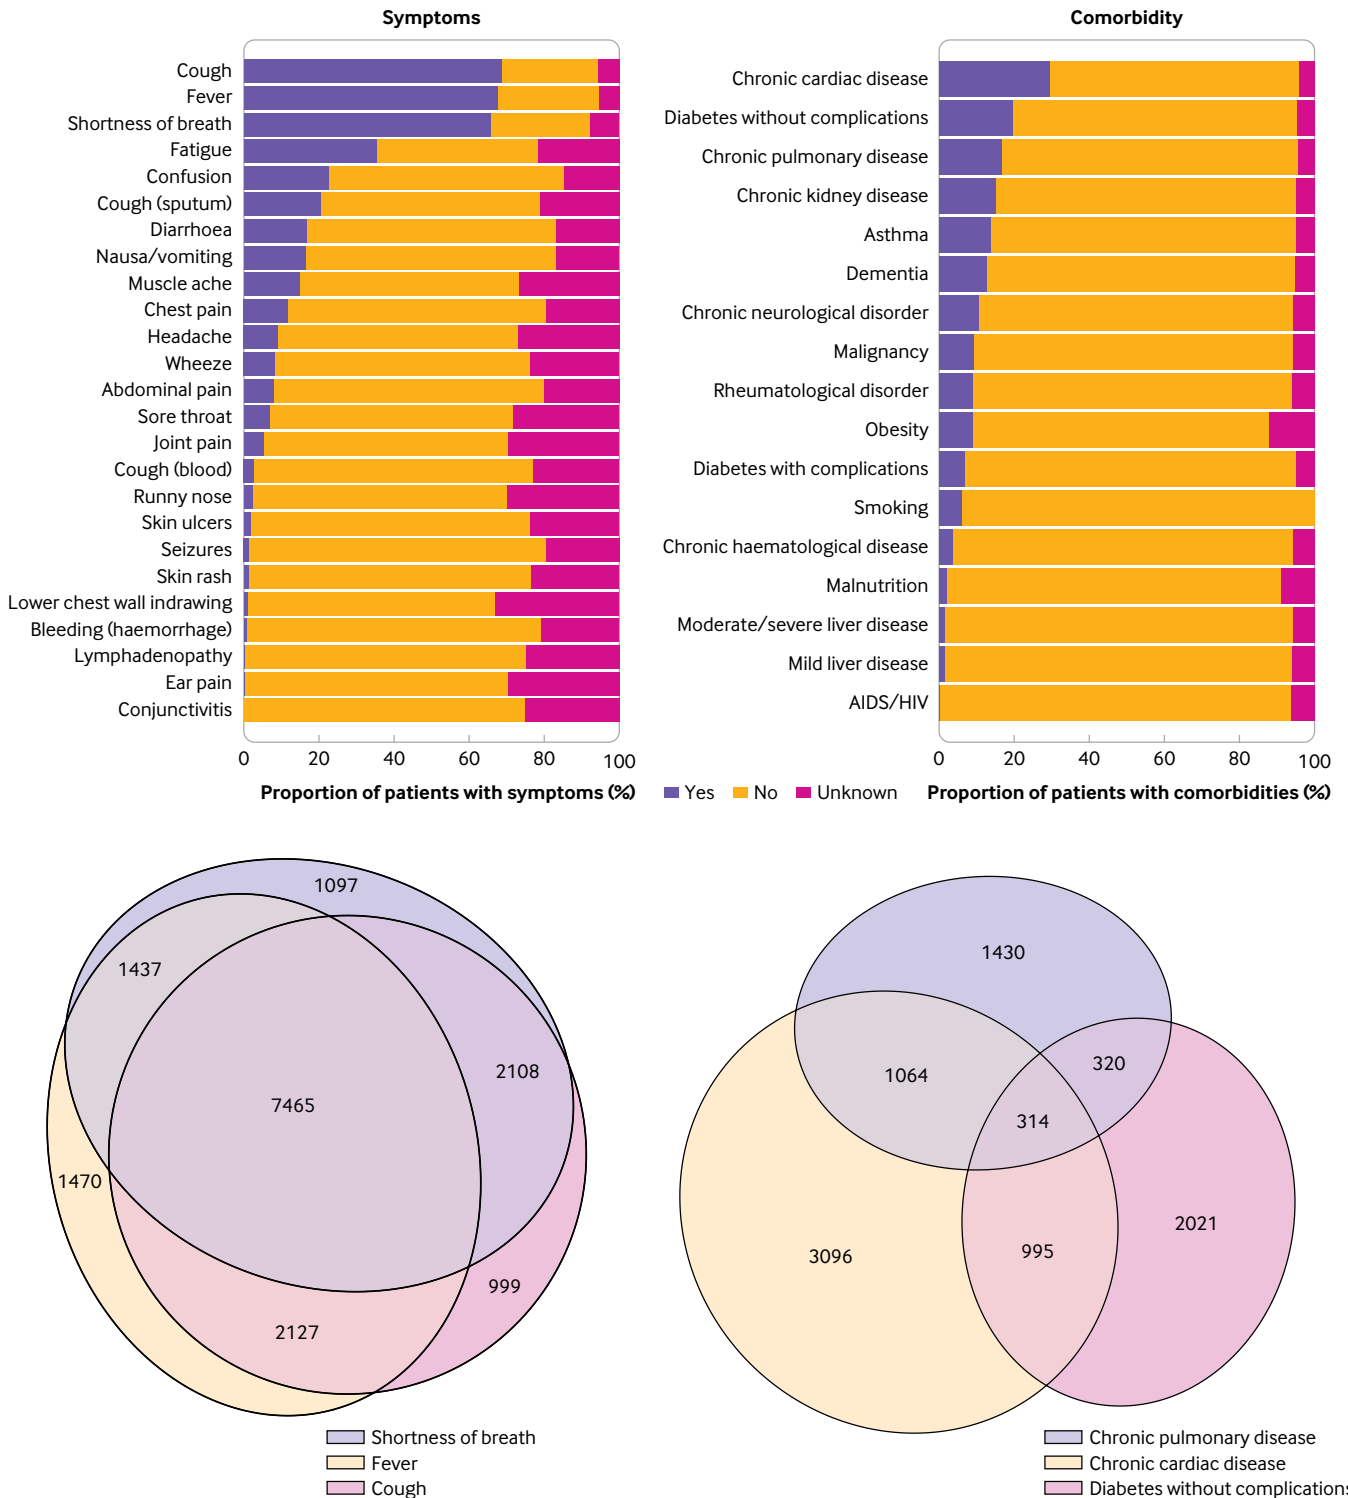 Symptoms
Cough
Fever
Shortness of breath
Fatigue
Confusion
Cough (sputum)
Diarrhoea
Nausa/vomiting
Muscle ache
Chest pain
Headache
Wheeze
Abdominal pain
Sore throat
Joint pain
Cough (blood)
Runny nose
Skin ulcers
Seizures
Skin rash
Lower chest wall indrawing
Bleeding (haemorrhage)
Lymphadenopathy
Ear pain
Conjunctivitis
0 20 40 60 80 100
Proportion of patients with symptoms (%)
Yes No Unknown
Comorbidity
Chronic cardiac disease
Diabetes without complications
Chronic pulmonary disease
Chronic kidney disease
Asthma
Dementia
Chronic neurological disorder
Malignancy
Rheumatological disorder
Obesity
Diabetes with complications
Smoking
Chronic haematological disease
Malnutrition
Moderate/severe liver disease
Mild liver disease
AIDS/HIV
0 20 40 60 80 100
Proportion of patients with comorbidities (%)
1097
1437
2108
7465
1470
999
2127
Shortness of breath
Fever
Cough
1430
320
1064
314
2021
995
3096
Chronic pulmonary disease
Chronic cardiac disease
Diabetes without complications